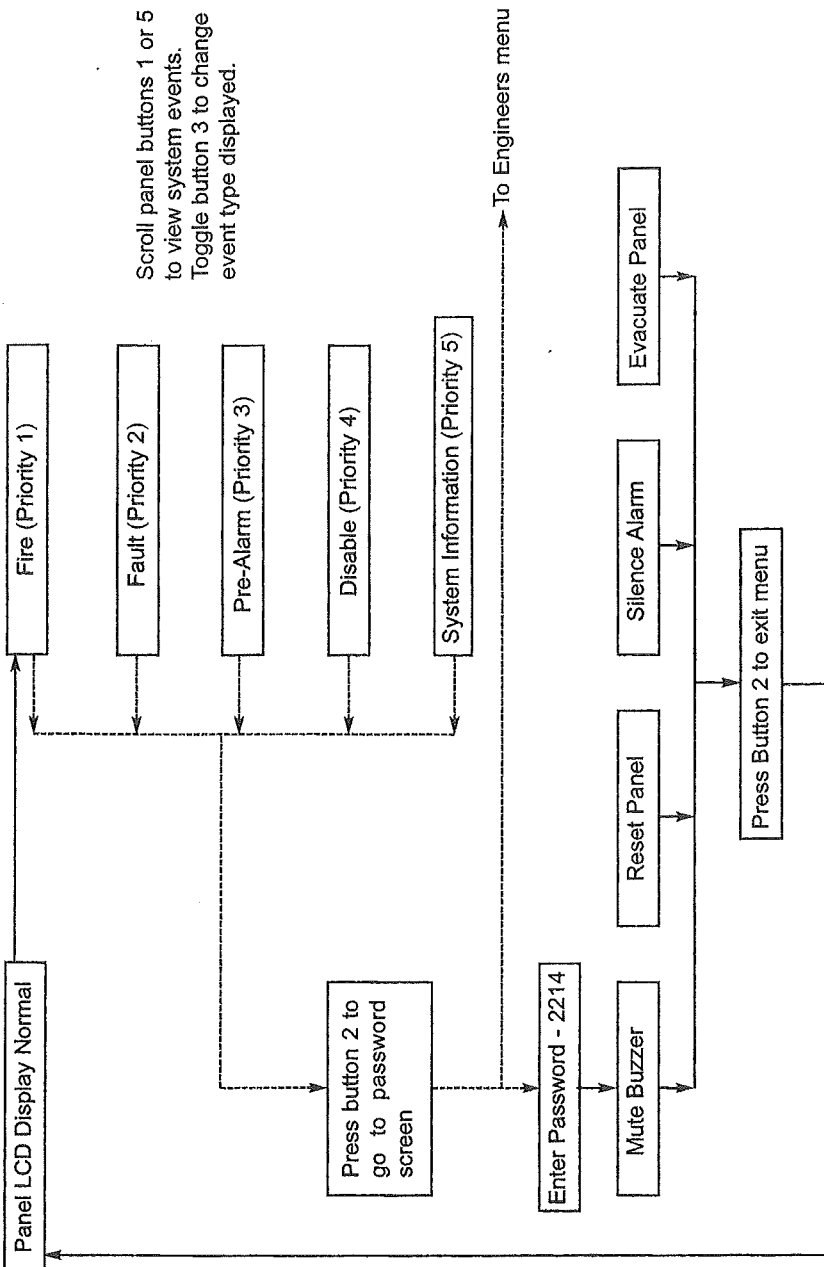 Panel LCD Display Normal
Fire (Priority 1)
Fault (Priority 2)
Pre-Alarm (Priority 3)
Disable (Priority 4)
System Information (Priority 5)
Scroll panel buttons 1 or 5
to view system events.
Toggle button 3 to change
event type displayed.
Press button 2 to
go to password
screen
To Engineers menu
Enter Password - 2214
Mute Buzzer
Reset Panel
Silence Alarm
Evacuate Panel
Press Button 2 to exit menu